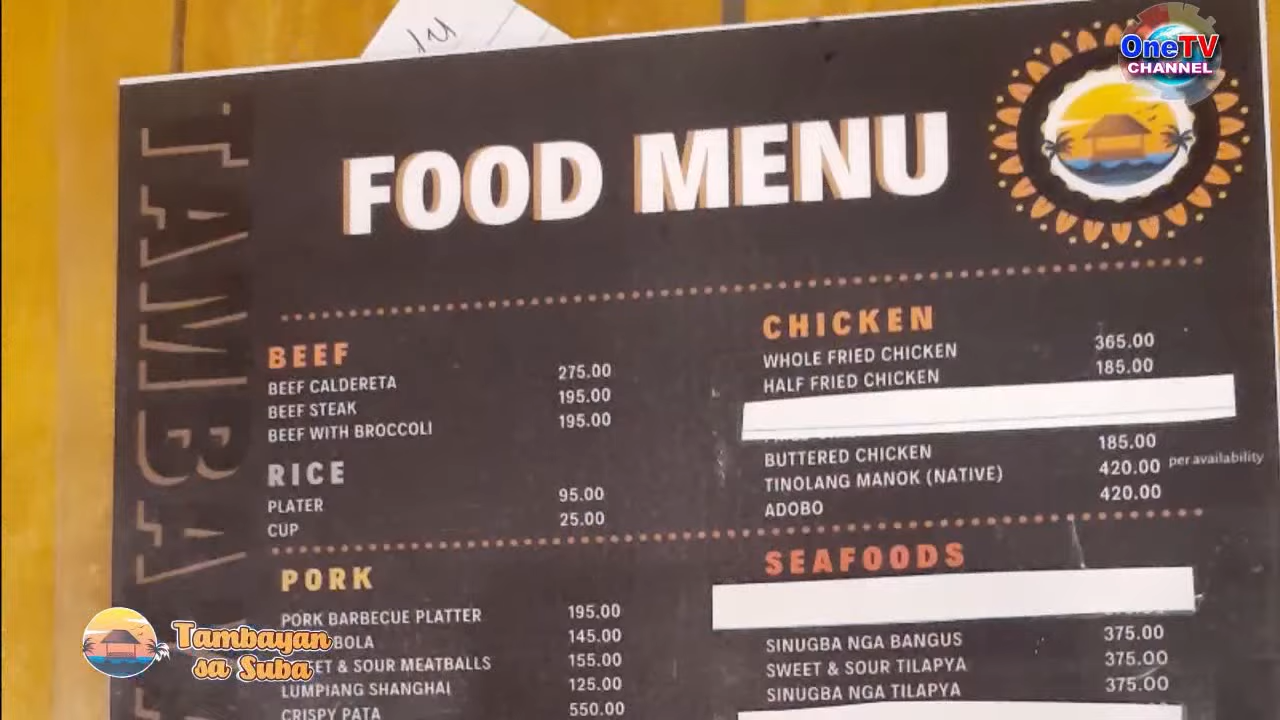 OneTV
CHANNEL
FOOD MENU
TAMBA
BEEF
BEEF CALDERETA 275.00
BEEF STEAK 195.00
BEEF WITH BROCCOLI 195.00
RICE
PLATER 95.00
CUP 25.00
CHICKEN
WHOLE FRIED CHICKEN 365.00
HALF FRIED CHICKEN 185.00
BUTTERED CHICKEN 185.00
TINOLANG MANOK (NATIVE) 420.00 per availability
ADOBO 420.00
PORK
PORK BARBECUE PLATTER 195.00
BOLA 145.00
& SOUR MEATBALLS 155.00
LUMPIANG SHANGHAI 125.00
CRISPY PATA 550.00
SEAFOODS
SINUGBA NGA BANGUS 375.00
SWEET & SOUR TILAPYA 375.00
SINUGBA NGA TILAPYA 375.00
Tambayan
sa Suba